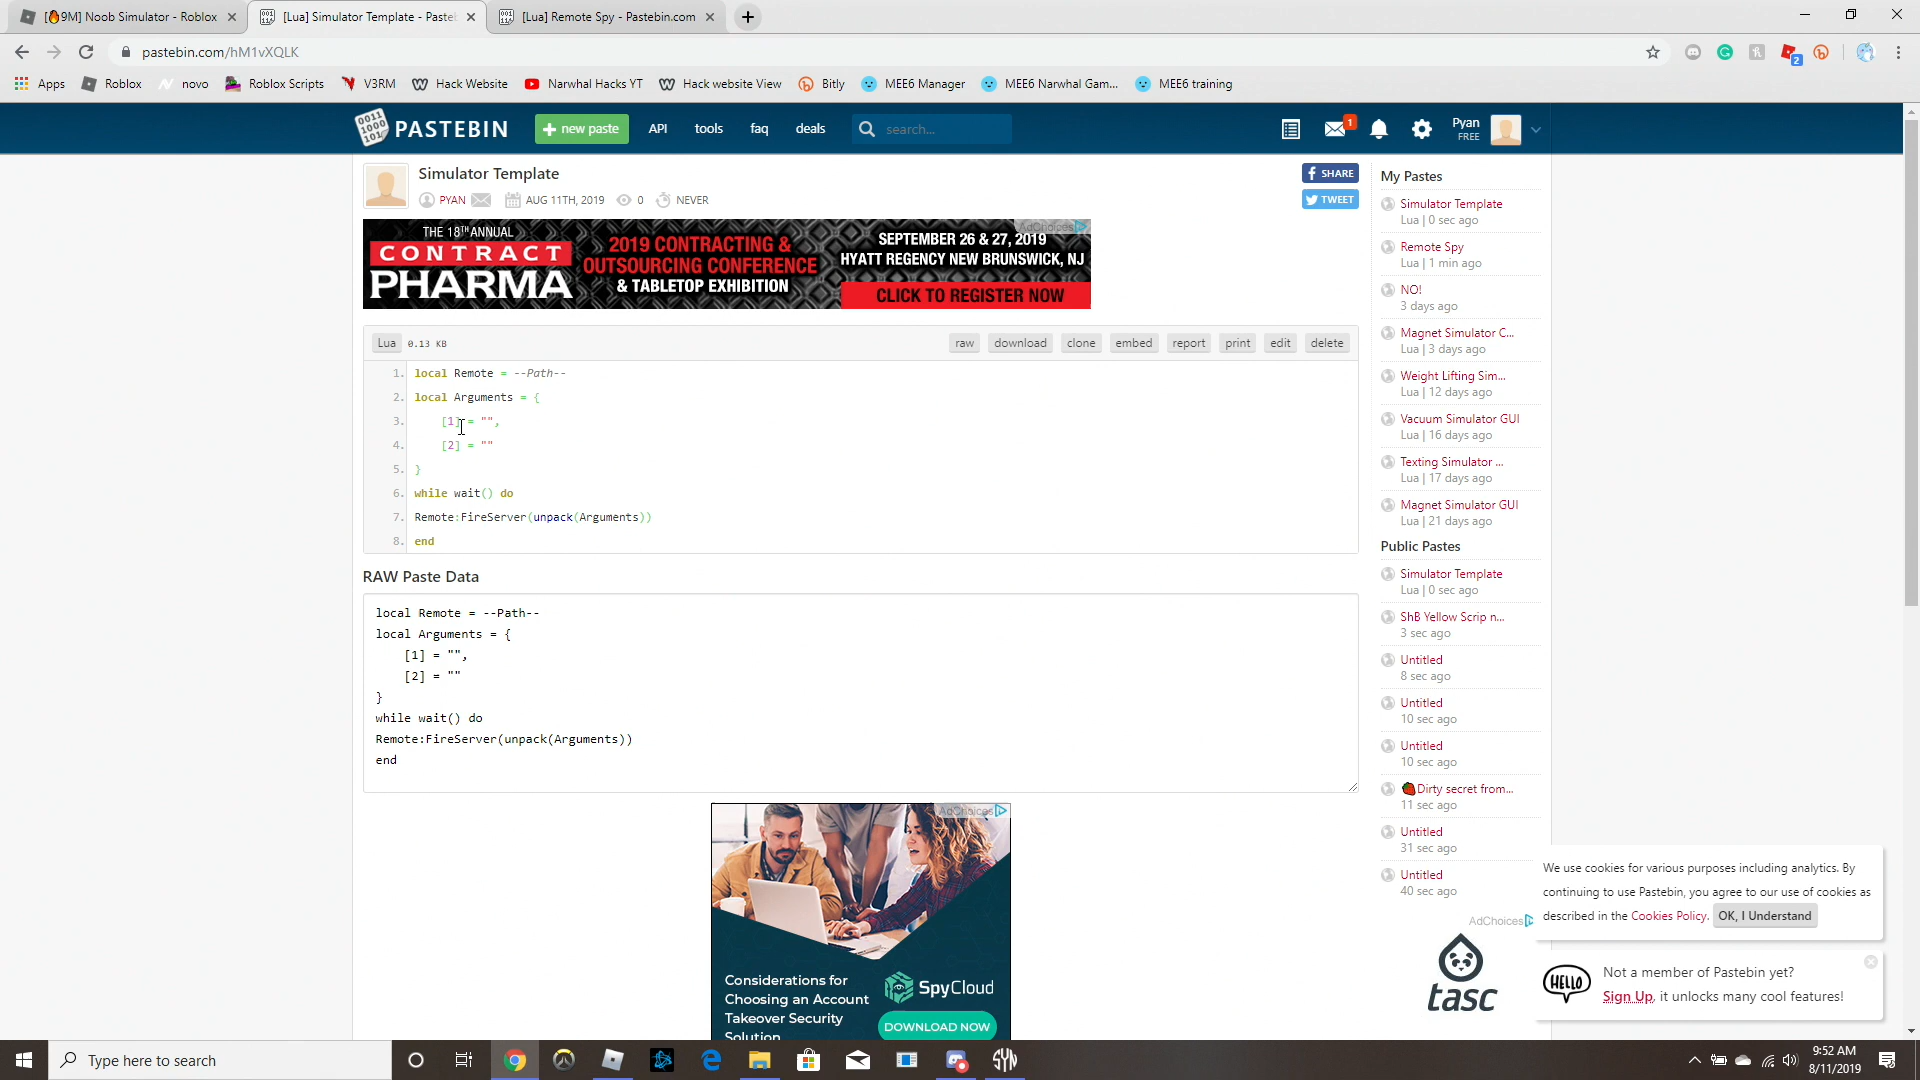 [🔥9M] Noob Simulator - Roblox
[Lua] Simulator Template - Paste
[Lua] Remote Spy - Pastebin.com
pastebin.com/hM1vXQLK
2
Apps
Roblox
novo
Roblox Scripts
V3RM
Hack Website
Narwhal Hacks YT
Hack website View
Bitly
MEE6 Manager
MEE6 Narwhal Gam...
MEE6 training
PASTEBIN
+ new paste
API
tools
faq
deals
search...
1
Pyan
FREE
Simulator Template
PYAN
AUG 11TH, 2019
0
NEVER
SHARE
TWEET
THE 18TH ANNUAL
CONTRACT
PHARMA
2019 CONTRACTING &
OUTSOURCING CONFERENCE
& TABLETOP EXHIBITION
SEPTEMBER 26 & 27, 2019
HYATT REGENCY NEW BRUNSWICK, NJ
CLICK TO REGISTER NOW
AdChoices
Lua
0.13 KB
raw
download
clone
embed
report
print
edit
delete
1. local Remote = --Path--
2. local Arguments = {
3.     [1] = "",
4.     [2] = ""
5. }
6. while wait() do
7. Remote:FireServer(unpack(Arguments))
8. end
RAW Paste Data
local Remote = --Path--
local Arguments = {
    [1] = "",
    [2] = ""
}
while wait() do
Remote:FireServer(unpack(Arguments))
end
AdChoices
Considerations for
Choosing an Account
Takeover Security
Solution
SpyCloud
DOWNLOAD NOW
My Pastes
Simulator Template
Lua | 0 sec ago
Remote Spy
Lua | 1 min ago
NO!
3 days ago
Magnet Simulator C...
Lua | 3 days ago
Weight Lifting Sim...
Lua | 12 days ago
Vacuum Simulator GUI
Lua | 16 days ago
Texting Simulator ...
Lua | 17 days ago
Magnet Simulator GUI
Lua | 21 days ago
Public Pastes
Simulator Template
Lua | 0 sec ago
ShB Yellow Scrip n...
3 sec ago
Untitled
8 sec ago
Untitled
10 sec ago
Untitled
10 sec ago
🍓Dirty secret from...
11 sec ago
Untitled
31 sec ago
Untitled
40 sec ago
AdChoices
tasc
We use cookies for various purposes including analytics. By
continuing to use Pastebin, you agree to our use of cookies as
described in the Cookies Policy. OK, I Understand
HELLO
Not a member of Pastebin yet?
Sign Up, it unlocks many cool features!
Type here to search
SYN
9:52 AM
8/11/2019